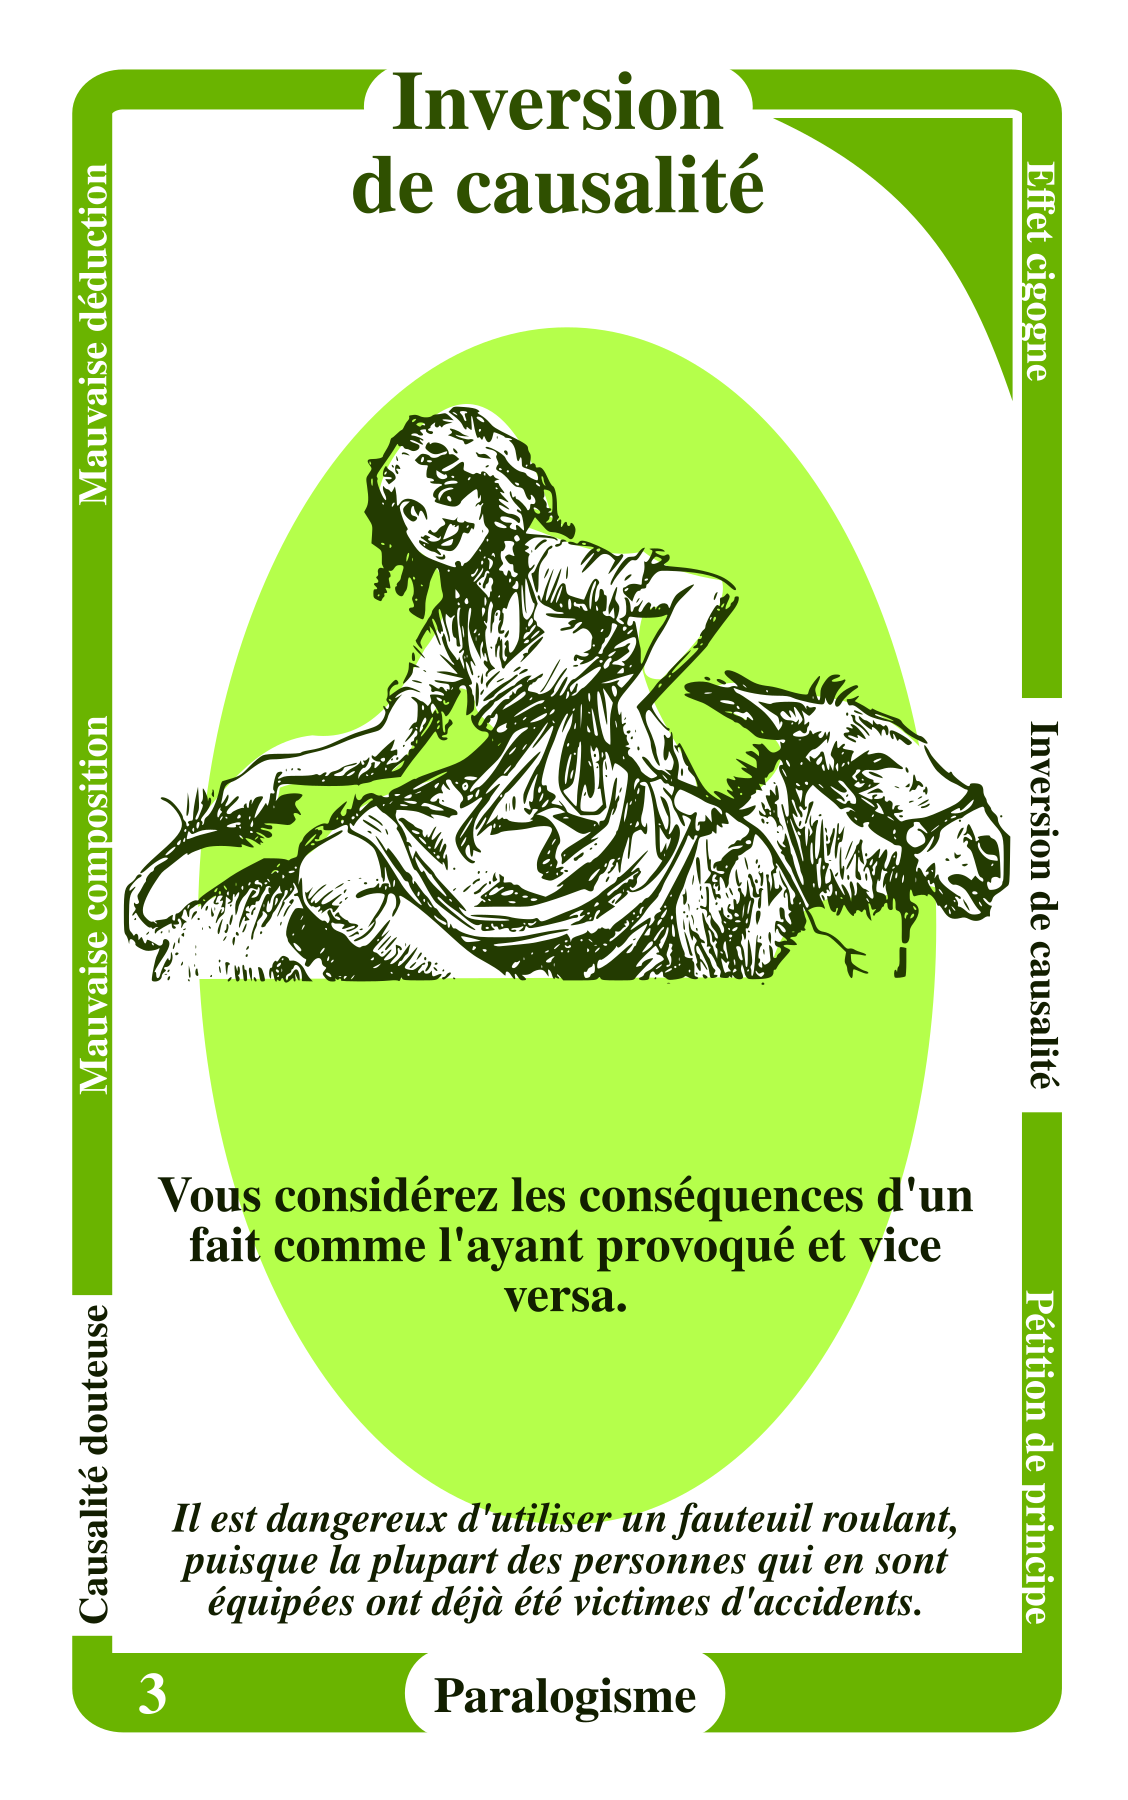 Inversion
de causalité
Mauvaise déduction
Mauvaise composition
Causalité douteuse
Effet cigogne
Inversion de causalité
Pétition de principe
Vous considérez les conséquences d'un
fait comme l'ayant provoqué et vice
versa.
Il est dangereux d'utiliser un fauteuil roulant,
puisque la plupart des personnes qui en sont
équipées ont déjà été victimes d'accidents.
3
Paralogisme